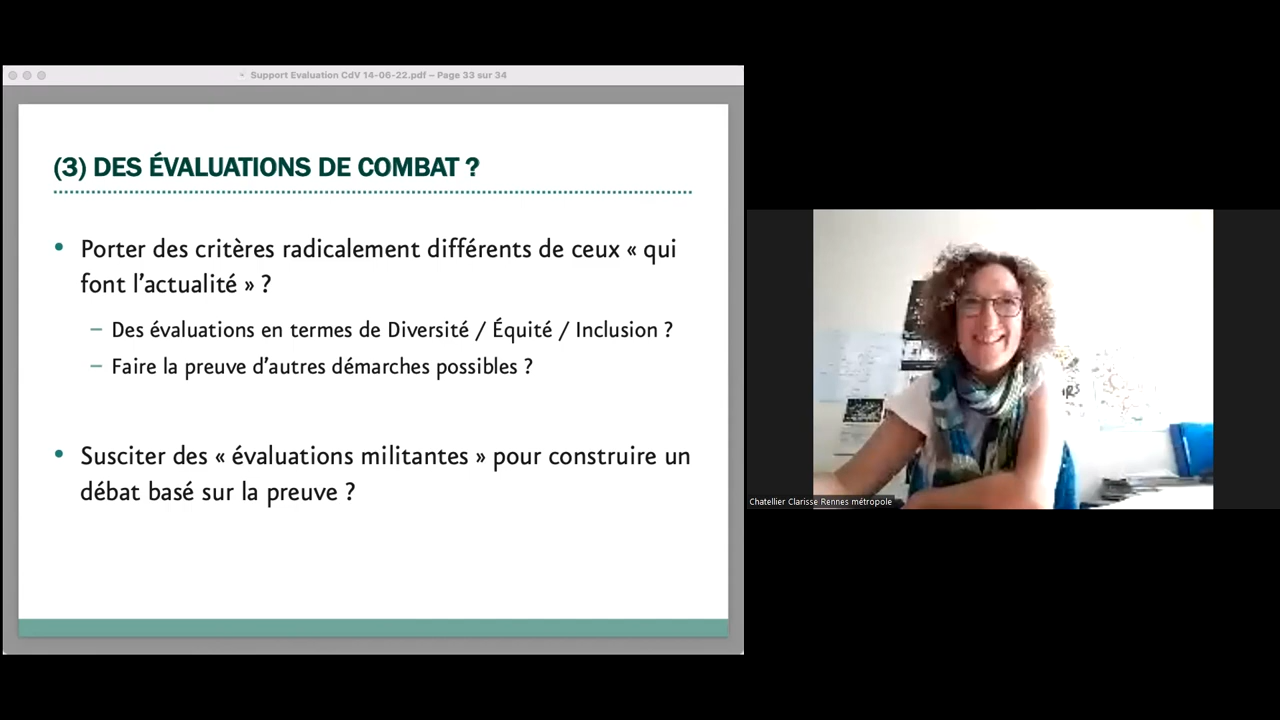 Support Evaluation CdV 14-06-22.pdf – Page 33 sur 34
(3) DES ÉVALUATIONS DE COMBAT ?
• Porter des critères radicalement différents de ceux « qui
font l’actualité » ?
– Des évaluations en termes de Diversité / Équité / Inclusion ?
– Faire la preuve d’autres démarches possibles ?
• Susciter des « évaluations militantes » pour construire un
débat basé sur la preuve ?
Chatellier Clarisse Rennes métropole